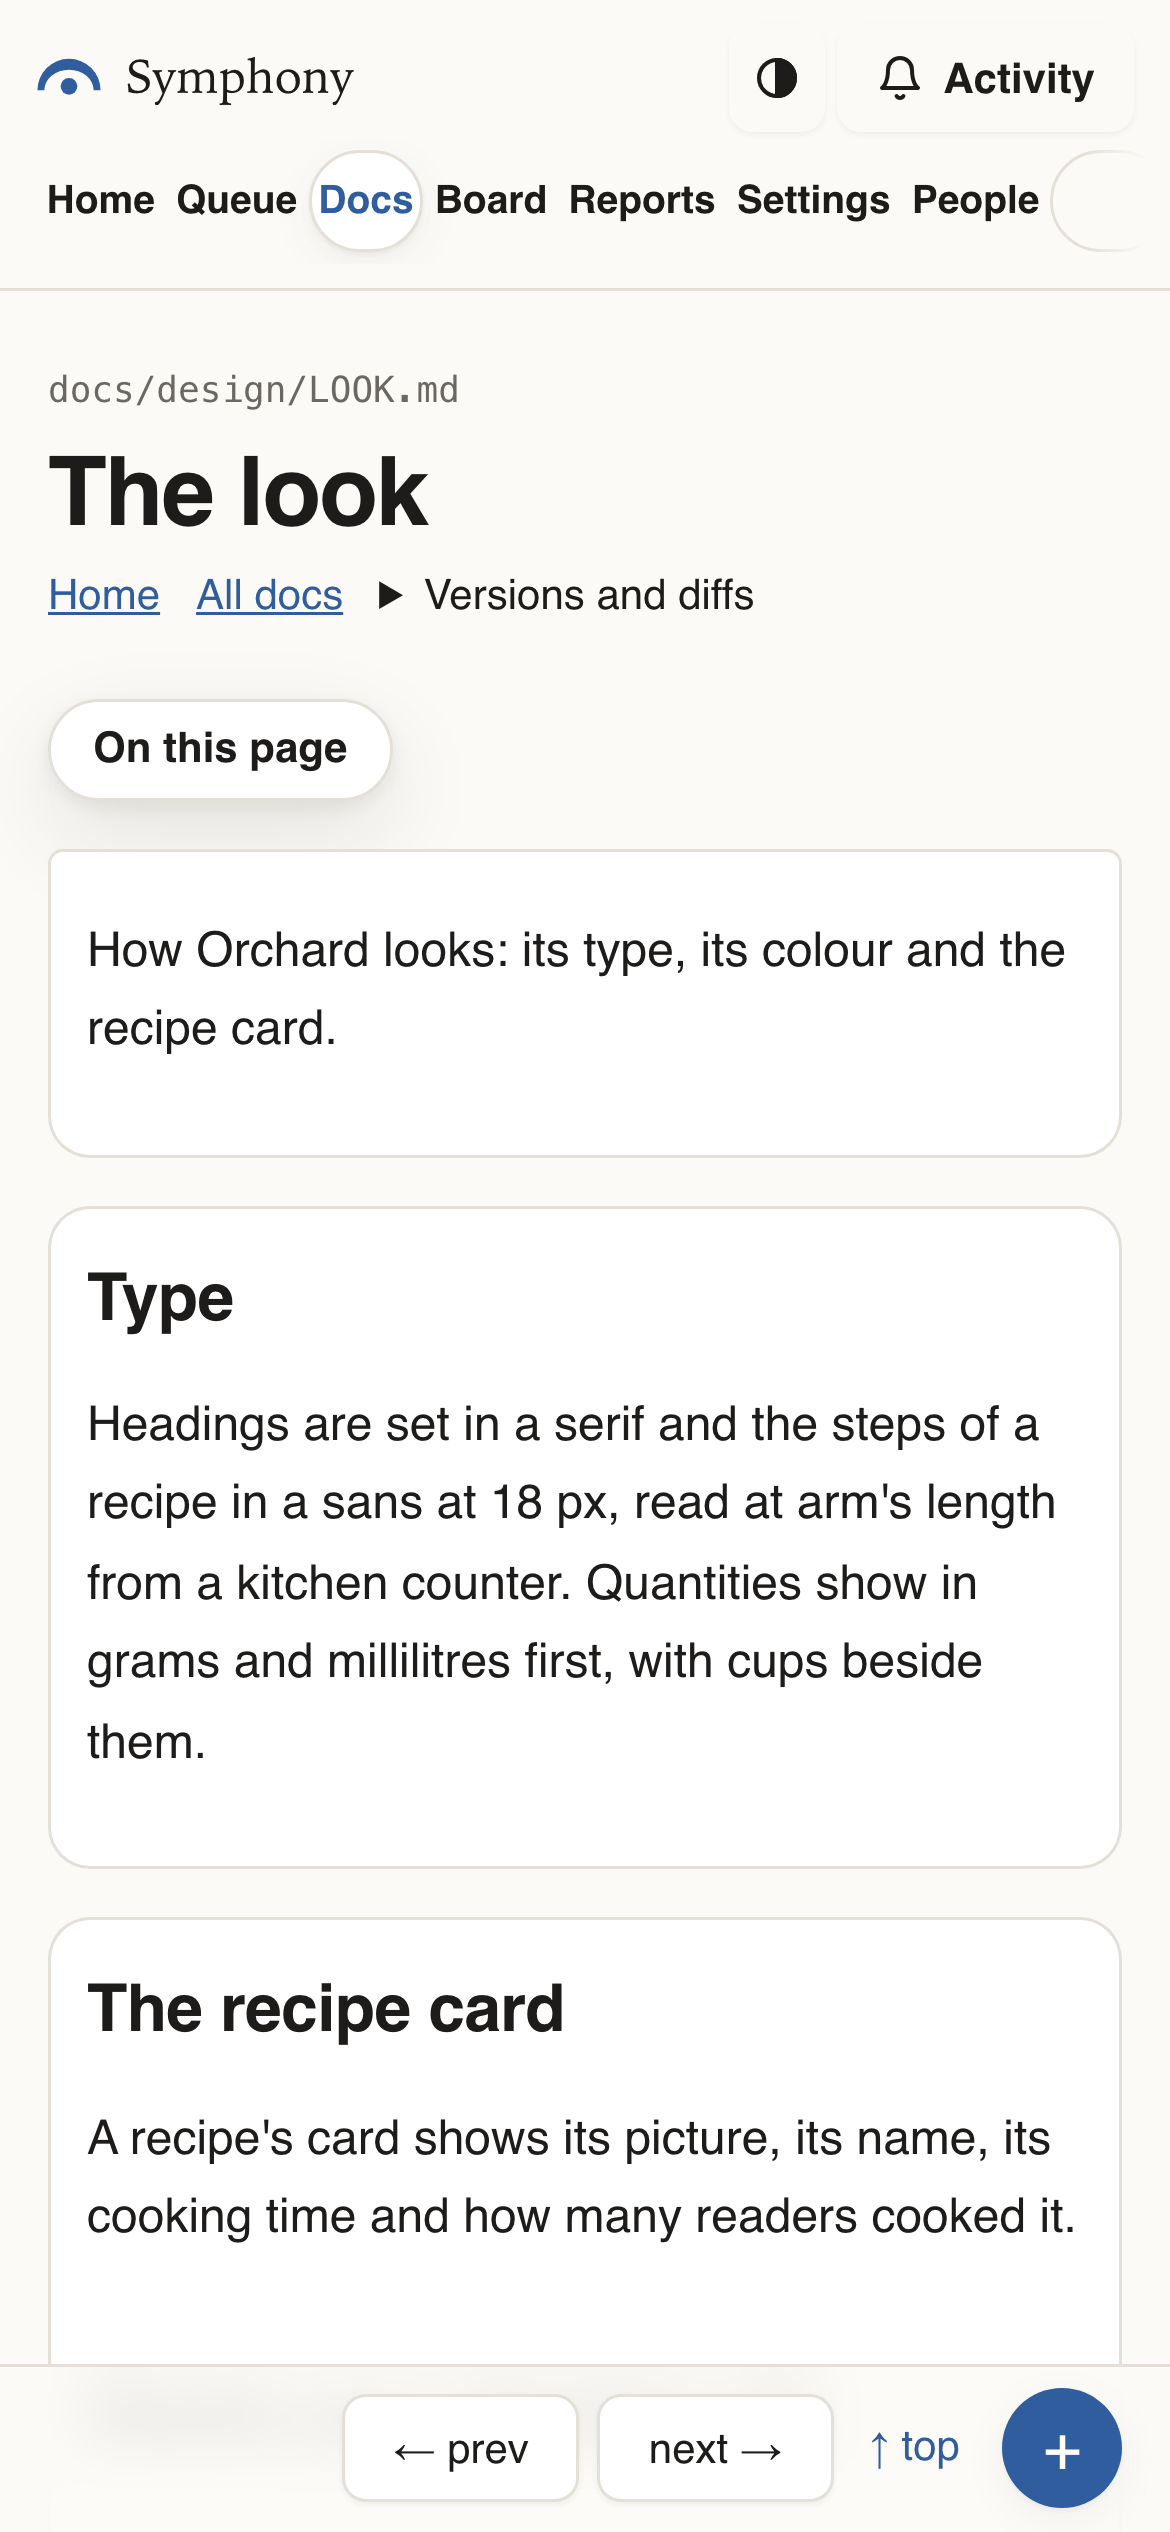 Symphony
Activity
Home Queue Docs Board Reports Settings People
docs/design/LOOK.md
The look
Home All docs ▶ Versions and diffs
On this page
How Orchard looks: its type, its colour and the
recipe card.
Type
Headings are set in a serif and the steps of a
recipe in a sans at 18 px, read at arm's length
from a kitchen counter. Quantities show in
grams and millilitres first, with cups beside
them.
The recipe card
A recipe's card shows its picture, its name, its
cooking time and how many readers cooked it.
← prev next → ↑ top +